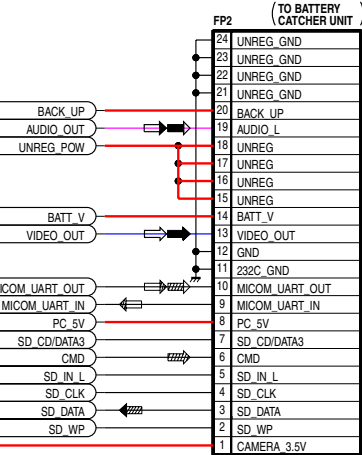 (TO BATTERY
CATCHER UNIT)
FP2
24 UNREG_GND
23 UNREG_GND
22 UNREG_GND
21 UNREG_GND
BACK_UP 20 BACK_UP
AUDIO_OUT 19 AUDIO_L
UNREG_POW 18 UNREG
17 UNREG
16 UNREG
15 UNREG
BATT_V 14 BATT_V
VIDEO_OUT 13 VIDEO_OUT
12 GND
11 232C_GND
ICOM_UART_OUT 10 MICOM_UART_OUT
MICOM_UART_IN 9 MICOM_UART_IN
PC_5V 8 PC_5V
SD_CD/DATA3 7 SD_CD/DATA3
CMD 6 CMD
SD_IN_L 5 SD_IN_L
SD_CLK 4 SD_CLK
SD_DATA 3 SD_DATA
SD_WP 2 SD_WP
1 CAMERA_3.5V